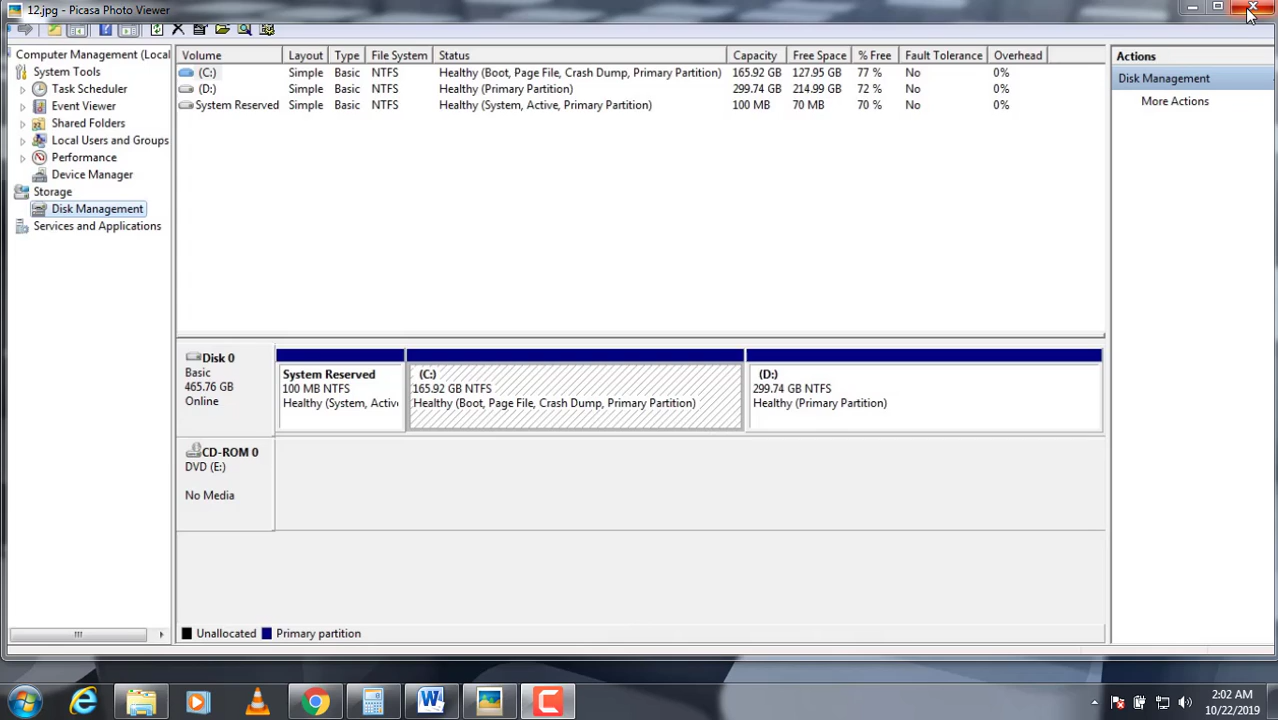 12.jpg - Picasa Photo Viewer
Computer Management (Local
System Tools
Task Scheduler
Event Viewer
Shared Folders
Local Users and Groups
Performance
Device Manager
Storage
Disk Management
Services and Applications
Volume Layout Type File System Status Capacity Free Space % Free Fault Tolerance Overhead
(C:) Simple Basic NTFS Healthy (Boot, Page File, Crash Dump, Primary Partition) 165.92 GB 127.95 GB 77 % No 0%
(D:) Simple Basic NTFS Healthy (Primary Partition) 299.74 GB 214.99 GB 72 % No 0%
System Reserved Simple Basic NTFS Healthy (System, Active, Primary Partition) 100 MB 70 MB 70 % No 0%
Actions
Disk Management
More Actions
Disk 0
Basic
465.76 GB
Online
System Reserved
100 MB NTFS
Healthy (System, Active
(C:)
165.92 GB NTFS
Healthy (Boot, Page File, Crash Dump, Primary Partition)
(D:)
299.74 GB NTFS
Healthy (Primary Partition)
CD-ROM 0
DVD (E:)
No Media
Unallocated Primary partition
2:02 AM
10/22/2019